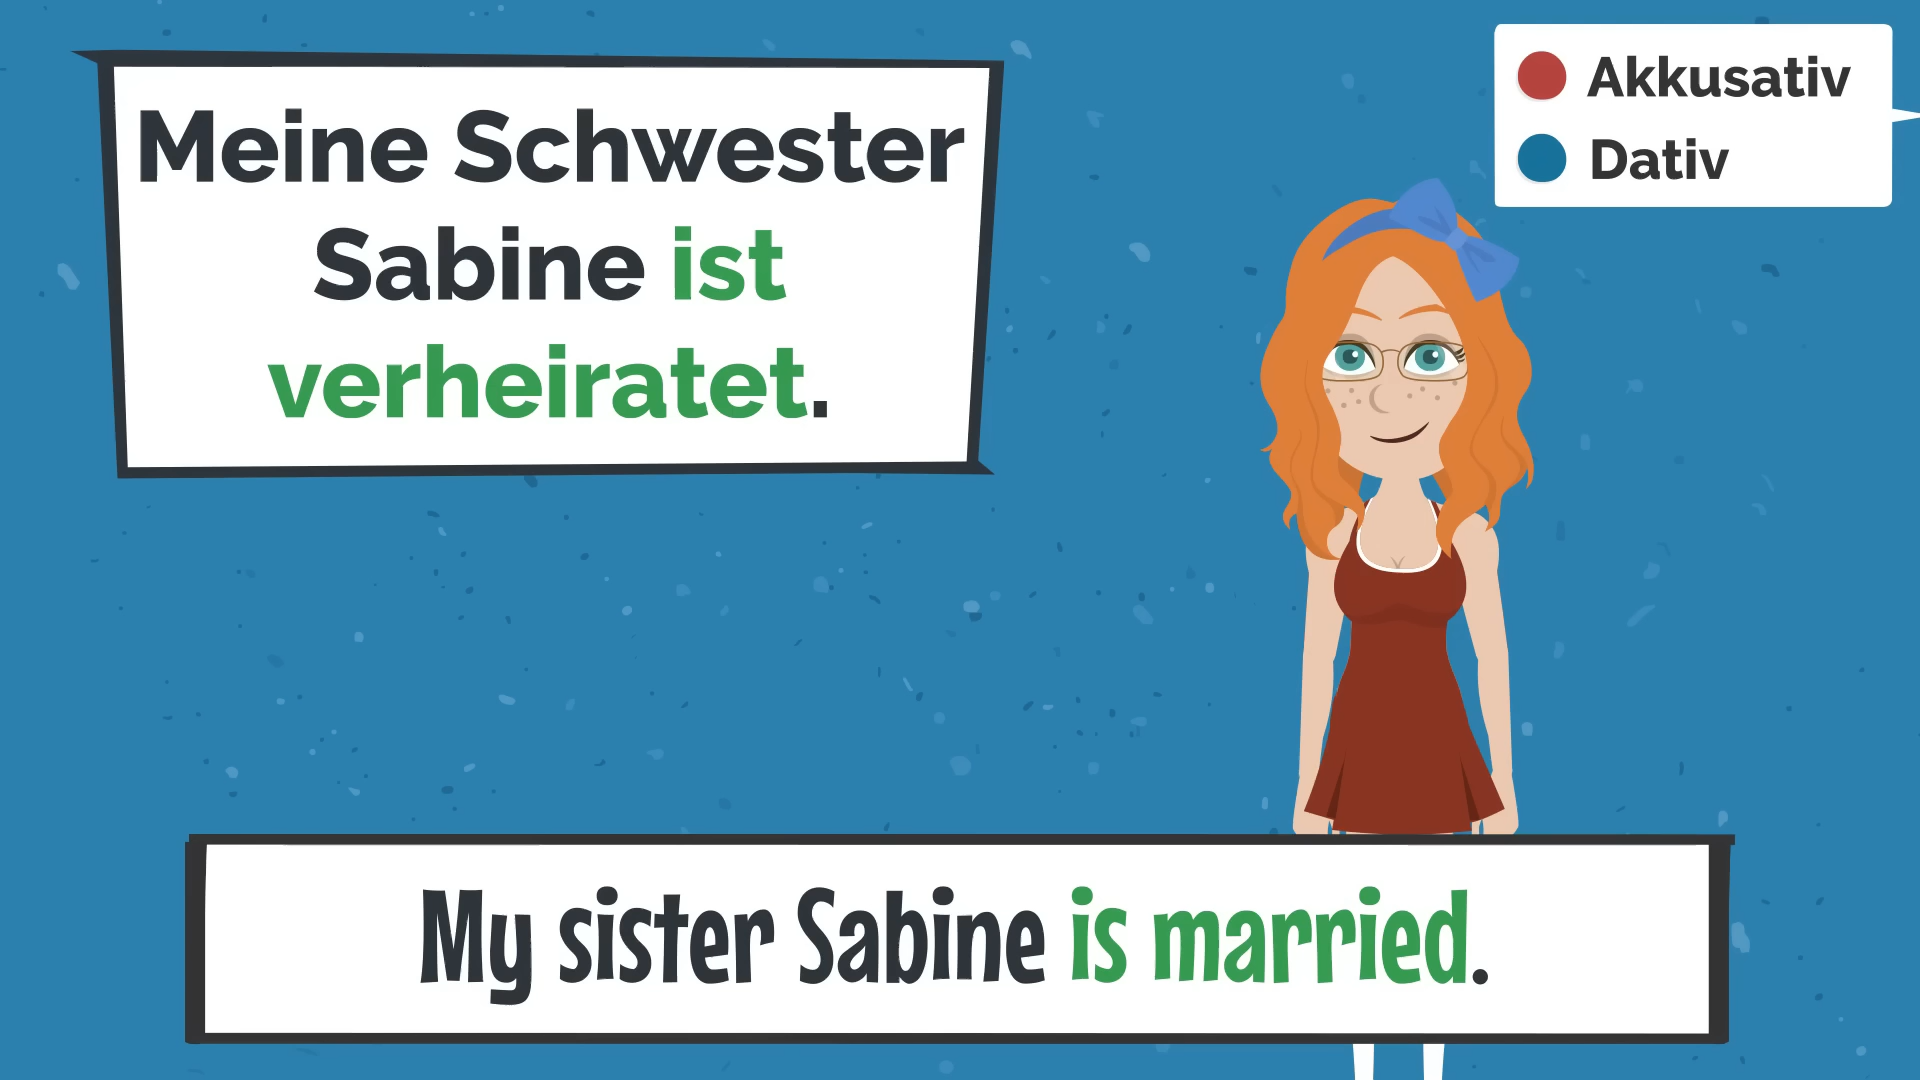 Meine Schwester
Sabine ist
verheiratet.
Akkusativ
Dativ
My sister Sabine is married.